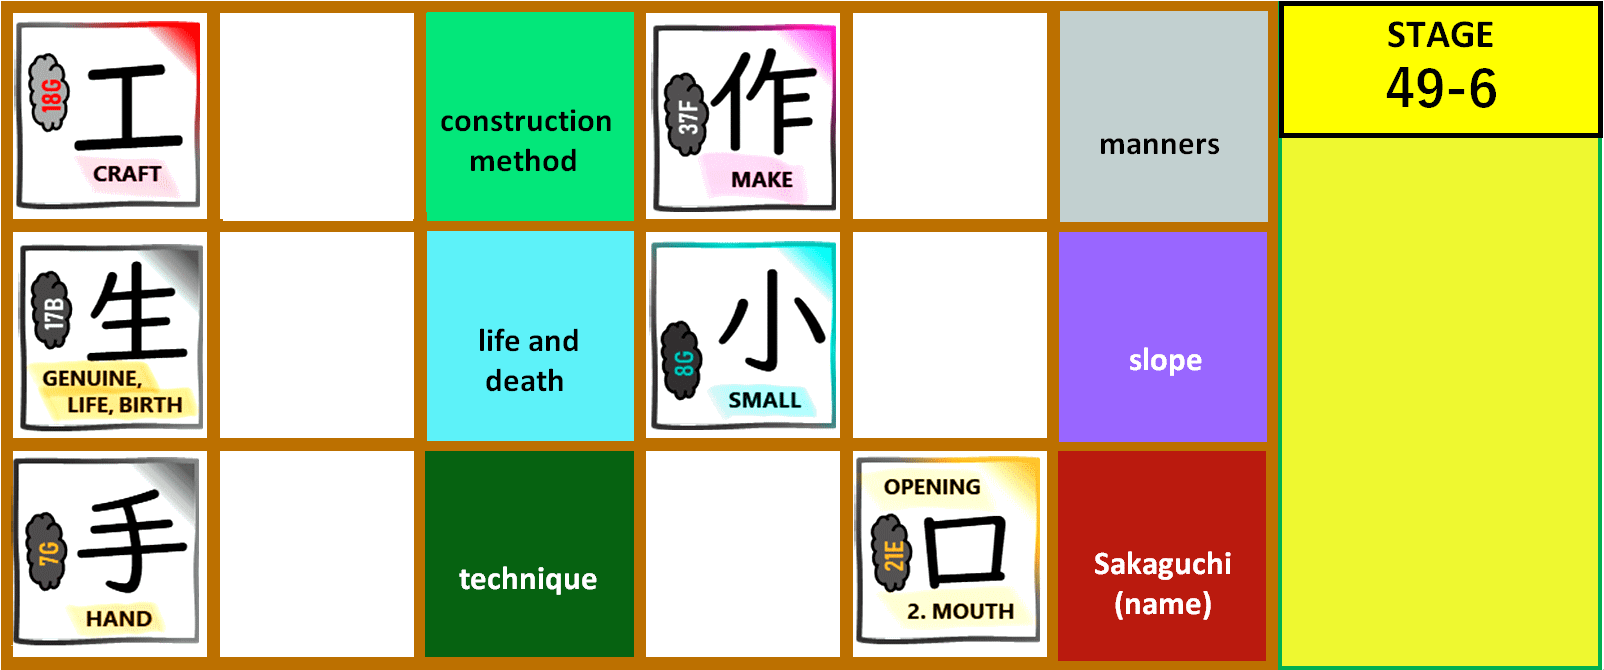 工
18G
CRAFT
construction
method
作
37F
MAKE
manners
STAGE
49-6
生
17B
GENUINE,
LIFE, BIRTH
life and
death
小
8G
SMALL
slope
手
7G
HAND
technique
OPENING
口
21E
2. MOUTH
Sakaguchi
(name)